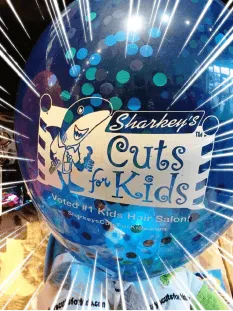 Sharkey's TM
Cuts
for Kids
Voted #1 Kids Hair Salon!